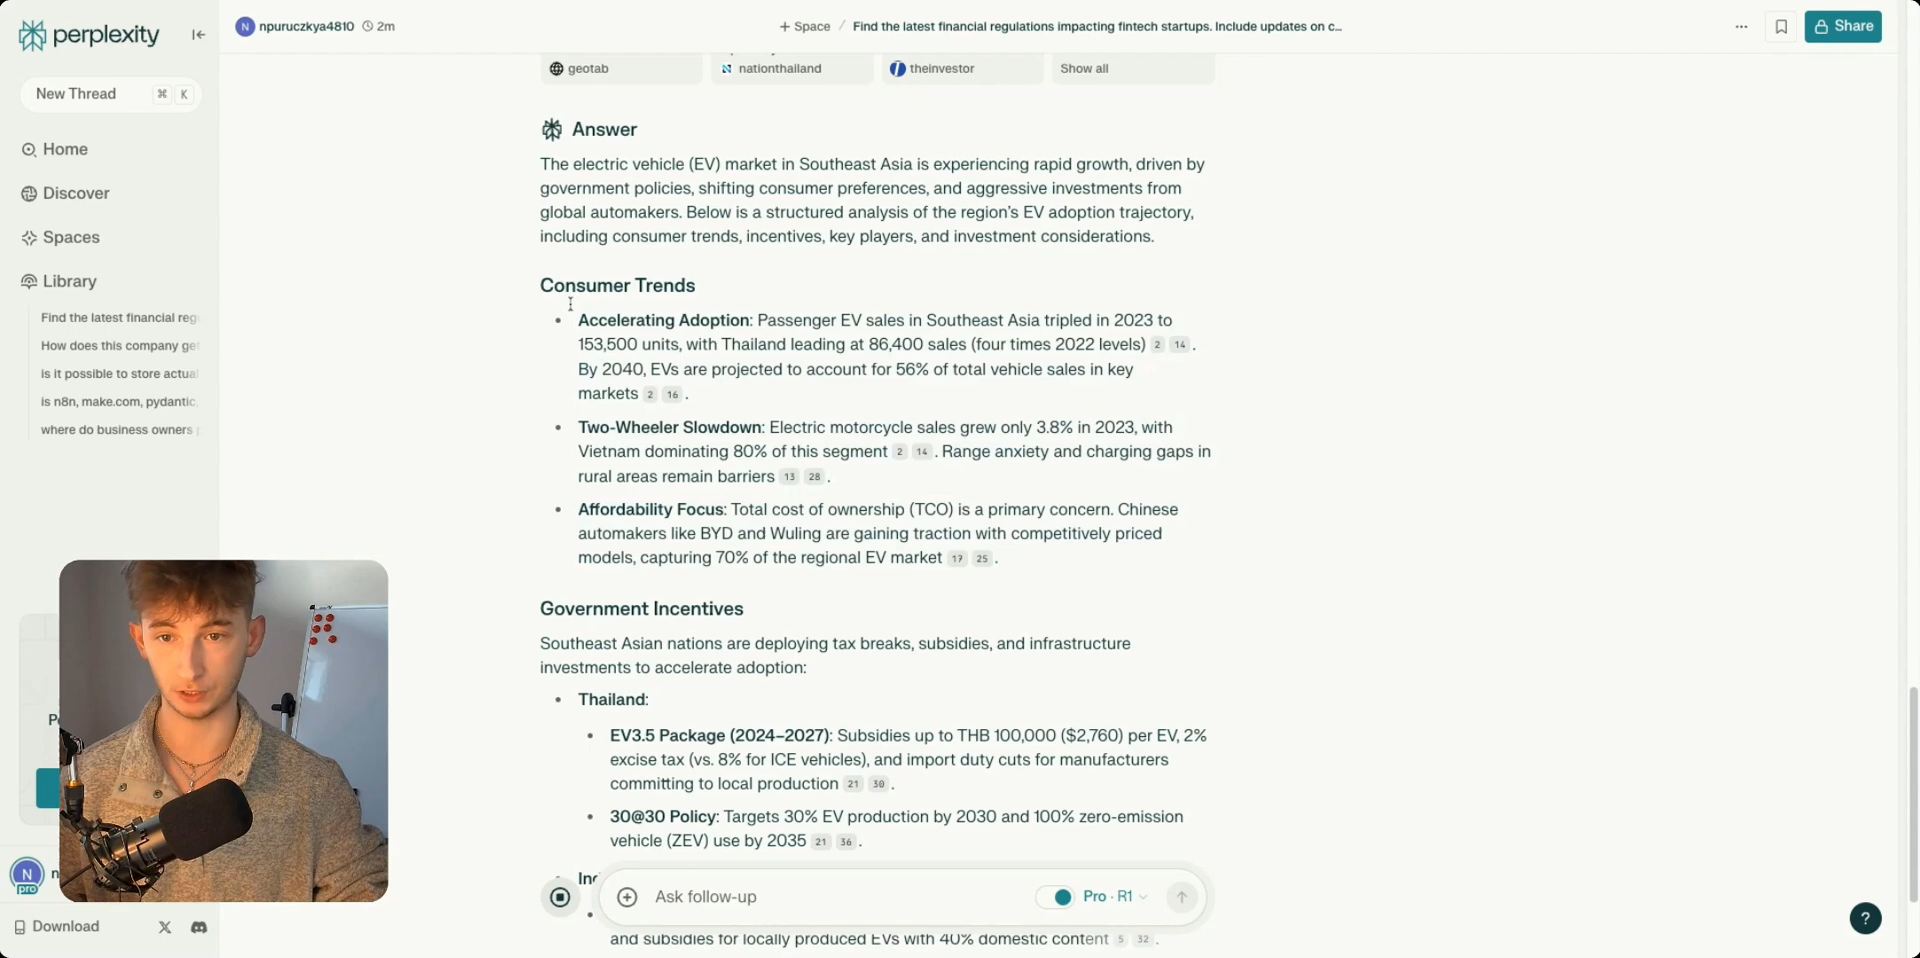 perplexity
New Thread
⌘ K
Home
Discover
Spaces
Library
Find the latest financial reg
How does this company get
is it possible to store actual
is n8n, make.com, pydantic,
where do business owners
N
pro
Download
N npuruczkya4810 2m
+ Space / Find the latest financial regulations impacting fintech startups. Include updates on c...
Share
geotab
nationthailand
theinvestor
Show all
Answer
The electric vehicle (EV) market in Southeast Asia is experiencing rapid growth, driven by
government policies, shifting consumer preferences, and aggressive investments from
global automakers. Below is a structured analysis of the region's EV adoption trajectory,
including consumer trends, incentives, key players, and investment considerations.
Consumer Trends
• Accelerating Adoption: Passenger EV sales in Southeast Asia tripled in 2023 to
153,500 units, with Thailand leading at 86,400 sales (four times 2022 levels) 2 14 .
By 2040, EVs are projected to account for 56% of total vehicle sales in key
markets 2 16 .
• Two-Wheeler Slowdown: Electric motorcycle sales grew only 3.8% in 2023, with
Vietnam dominating 80% of this segment 2 14 . Range anxiety and charging gaps in
rural areas remain barriers 13 28 .
• Affordability Focus: Total cost of ownership (TCO) is a primary concern. Chinese
automakers like BYD and Wuling are gaining traction with competitively priced
models, capturing 70% of the regional EV market 17 25 .
Government Incentives
Southeast Asian nations are deploying tax breaks, subsidies, and infrastructure
investments to accelerate adoption:
• Thailand:
• EV3.5 Package (2024–2027): Subsidies up to THB 100,000 ($2,760) per EV, 2%
excise tax (vs. 8% for ICE vehicles), and import duty cuts for manufacturers
committing to local production 21 30 .
• 30@30 Policy: Targets 30% EV production by 2030 and 100% zero-emission
vehicle (ZEV) use by 2035 21 36 .
Ask follow-up
Pro · R1
and subsidies for locally produced EVs with 40% domestic content 5 32 .
?